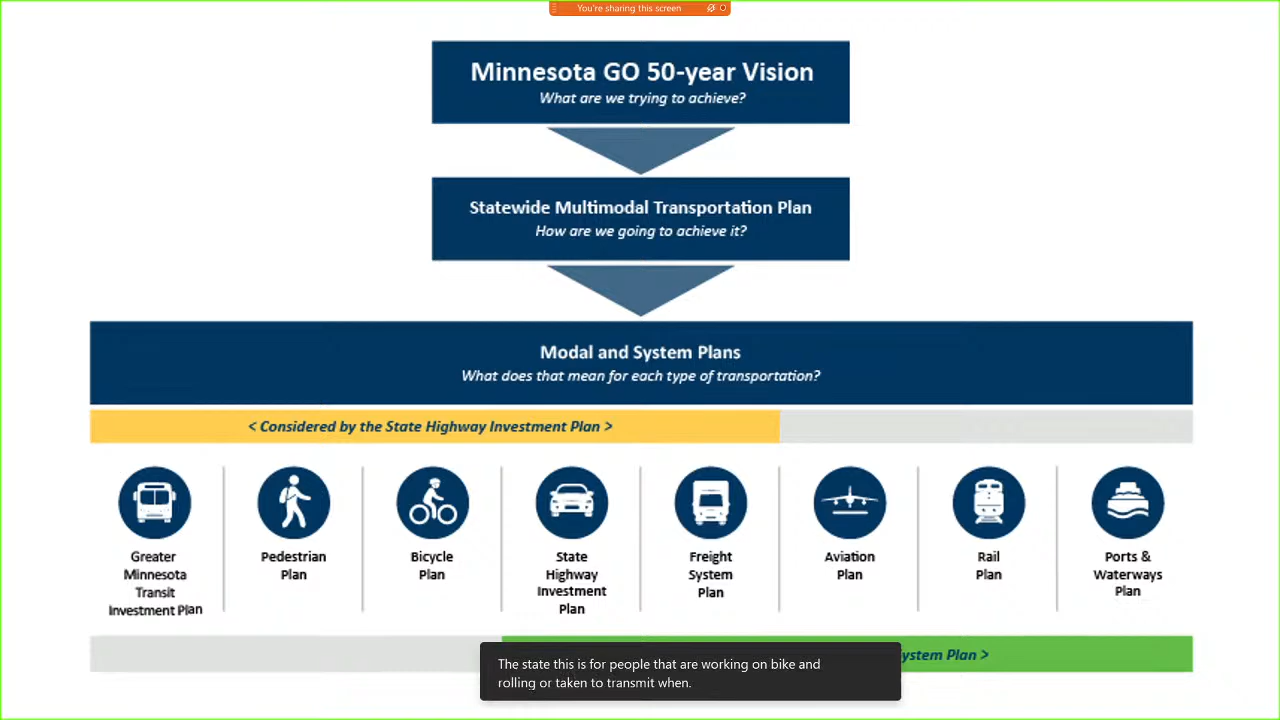 You're sharing this screen
Minnesota GO 50-year Vision
What are we trying to achieve?
Statewide Multimodal Transportation Plan
How are we going to achieve it?
Modal and System Plans
What does that mean for each type of transportation?
< Considered by the State Highway Investment Plan >
Greater
Minnesota
Transit
Investment Plan
Pedestrian
Plan
Bicycle
Plan
State
Highway
Investment
Plan
Freight
System
Plan
Aviation
Plan
Rail
Plan
Ports &
Waterways
Plan
ystem Plan >
The state this is for people that are working on bike and
rolling or taken to transmit when.